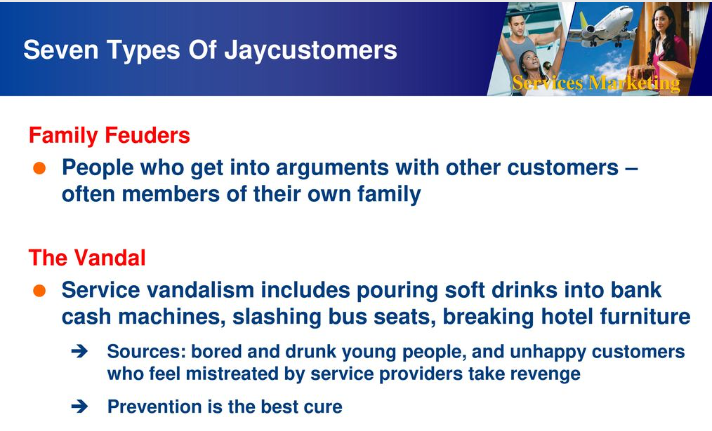 Seven Types Of Jaycustomers
Services Marketing
Family Feuders
People who get into arguments with other customers –
often members of their own family
The Vandal
Service vandalism includes pouring soft drinks into bank
cash machines, slashing bus seats, breaking hotel furniture
Sources: bored and drunk young people, and unhappy customers
who feel mistreated by service providers take revenge
Prevention is the best cure